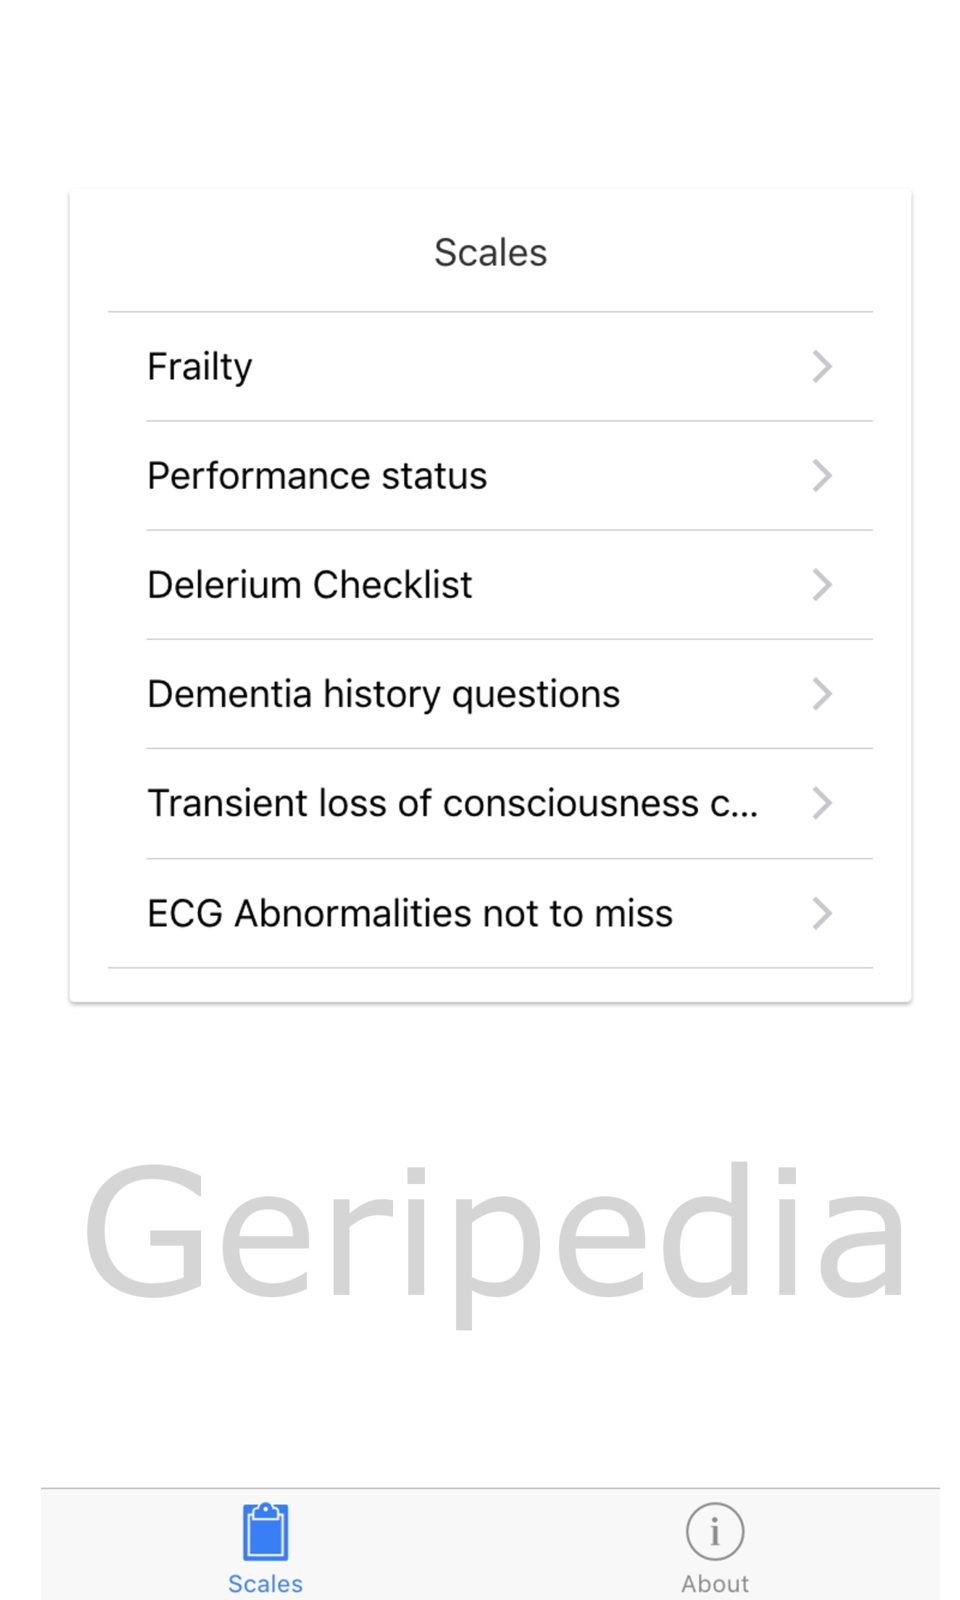 Scales
Frailty
Performance status
Delerium Checklist
Dementia history questions
Transient loss of consciousness c...
ECG Abnormalities not to miss
Geripedia
Scales
About